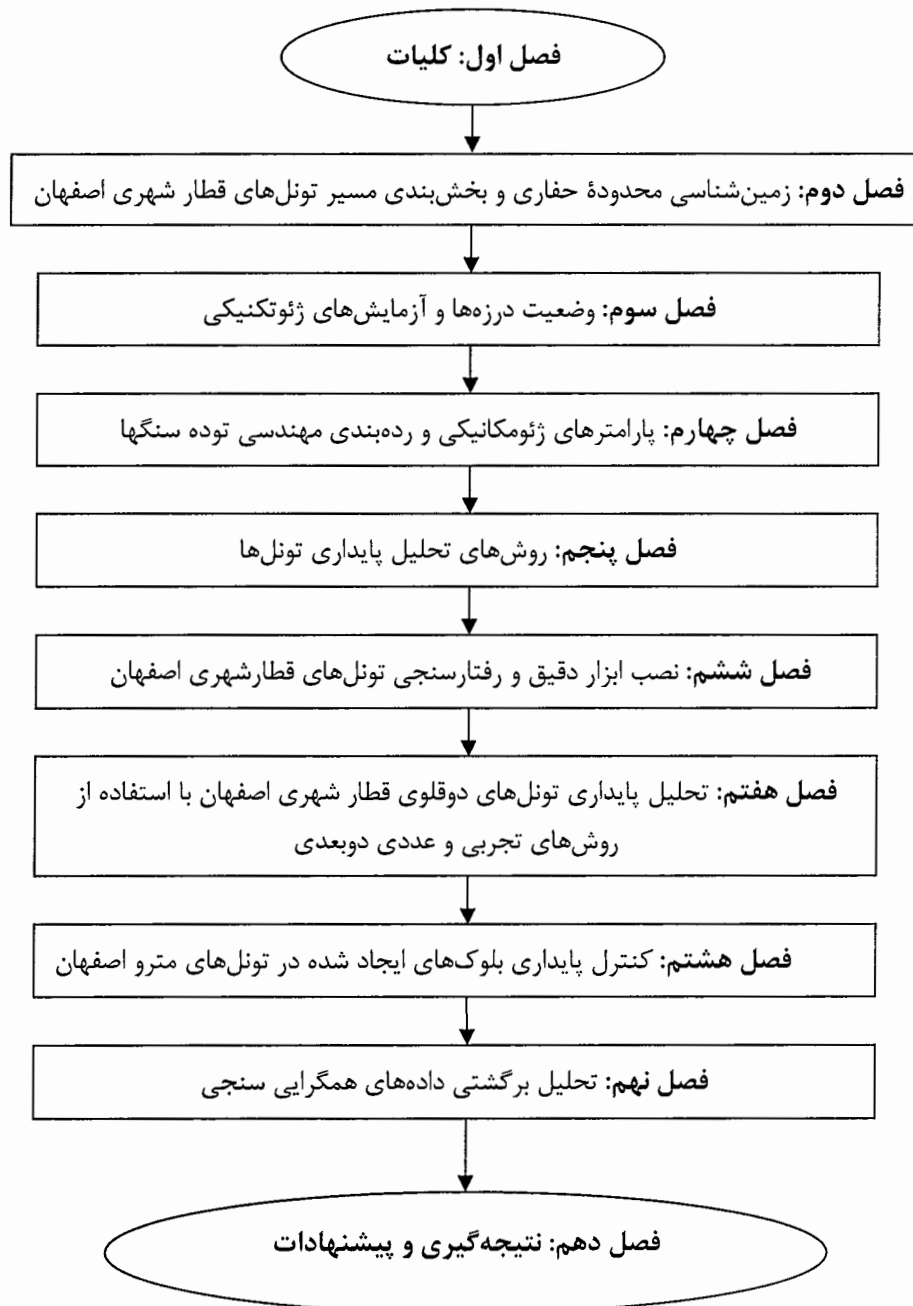 فصل اول: کلیات
فصل دوم: زمین‌شناسی محدودهٔ حفاری و بخش‌بندی مسیر تونل‌های قطار شهری اصفهان
فصل سوم: وضعیت درزه‌ها و آزمایش‌های ژئوتکنیکی
فصل چهارم: پارامترهای ژئومکانیکی و رده‌بندی مهندسی توده سنگها
فصل پنجم: روش‌های تحلیل پایداری تونل‌ها
فصل ششم: نصب ابزار دقیق و رفتارسنجی تونل‌های قطارشهری اصفهان
فصل هفتم: تحلیل پایداری تونل‌های دوقلوی قطار شهری اصفهان با استفاده از
روش‌های تجربی و عددی دوبعدی
فصل هشتم: کنترل پایداری بلوک‌های ایجاد شده در تونل‌های مترو اصفهان
فصل نهم: تحلیل برگشتی داده‌های همگرایی سنجی
فصل دهم: نتیجه‌گیری و پیشنهادات